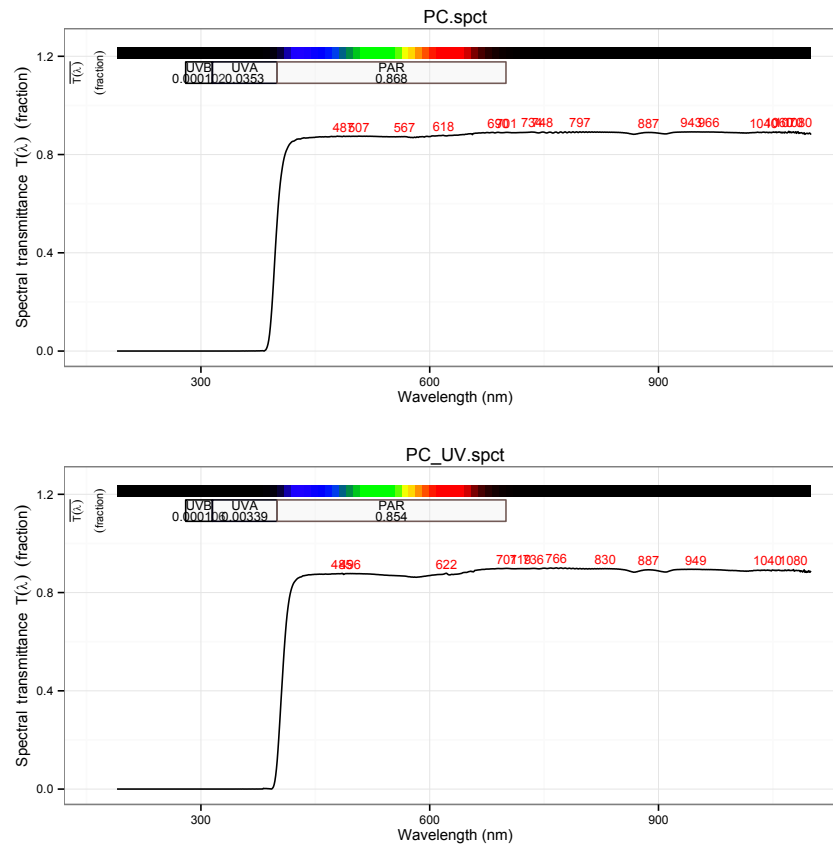 PC.spct
1.2
UVB UVA PAR
0.000102 0.0353 0.868
T(λ)
(fraction)
487 507 567 618 690 701 734 748 797 887 943 966 1040 1080
0.8
0.4
0.0
Spectral transmittance T(λ) (fraction)
300 600 900
Wavelength (nm)
PC_UV.spct
1.2
UVB UVA PAR
0.000106 0.00339 0.854
T(λ)
(fraction)
485 496 622 707 719 736 766 830 887 949 1040 1080
0.8
0.4
0.0
Spectral transmittance T(λ) (fraction)
300 600 900
Wavelength (nm)